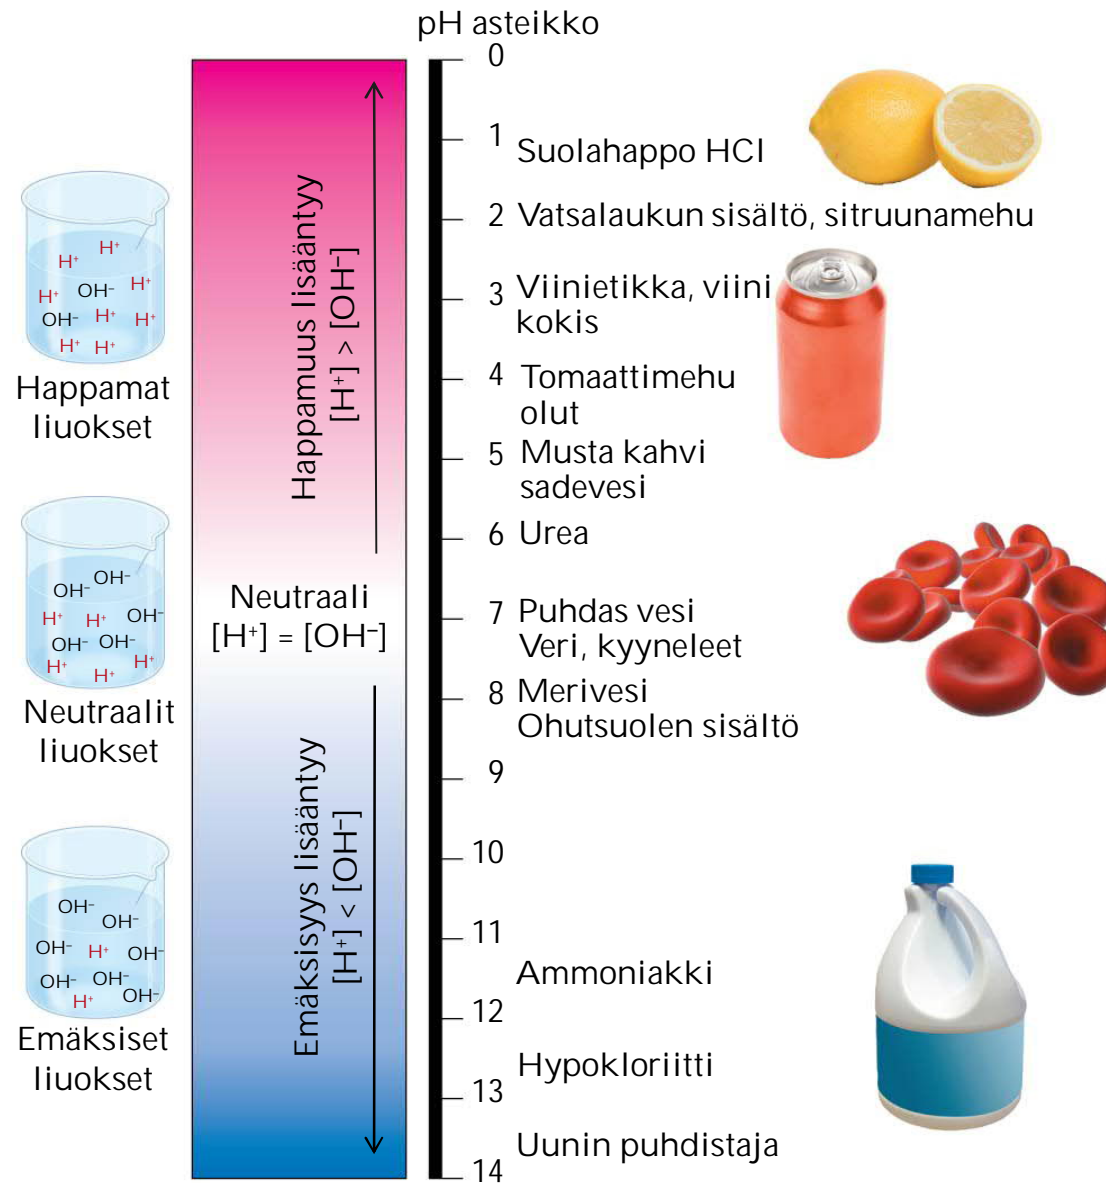 pH asteikko
0
1
Suolahappo HCl
2 Vatsalaukun sisältö, sitruunamehu
3 Viinietikka, viini
kokis
4 Tomaattimehu
olut
5 Musta kahvi
sadevesi
6 Urea
7 Puhdas vesi
Veri, kyyneleet
8 Merivesi
Ohutsuolen sisältö
9
10
11
Ammoniakki
12
Hypokloriitti
13
Uunin puhdistaja
14
Happamuus lisääntyy
[H⁺] > [OH⁻]
Neutraali
[H⁺] = [OH⁻]
Emäksisyys lisääntyy
[H⁺] < [OH⁻]
H⁺
H⁺
H⁺
H⁺ OH⁻
OH⁻ H⁺ H⁺
H⁺ H⁺
Happamat
liuokset
OH⁻ OH⁻
H⁺ H⁺ OH⁻
OH⁻ OH⁻
H⁺ H⁺ H⁺
Neutraalit
liuokset
OH⁻ OH⁻
OH⁻ H⁺ OH⁻
OH⁻ OH⁻
H⁺ OH⁻
Emäksiset
liuokset